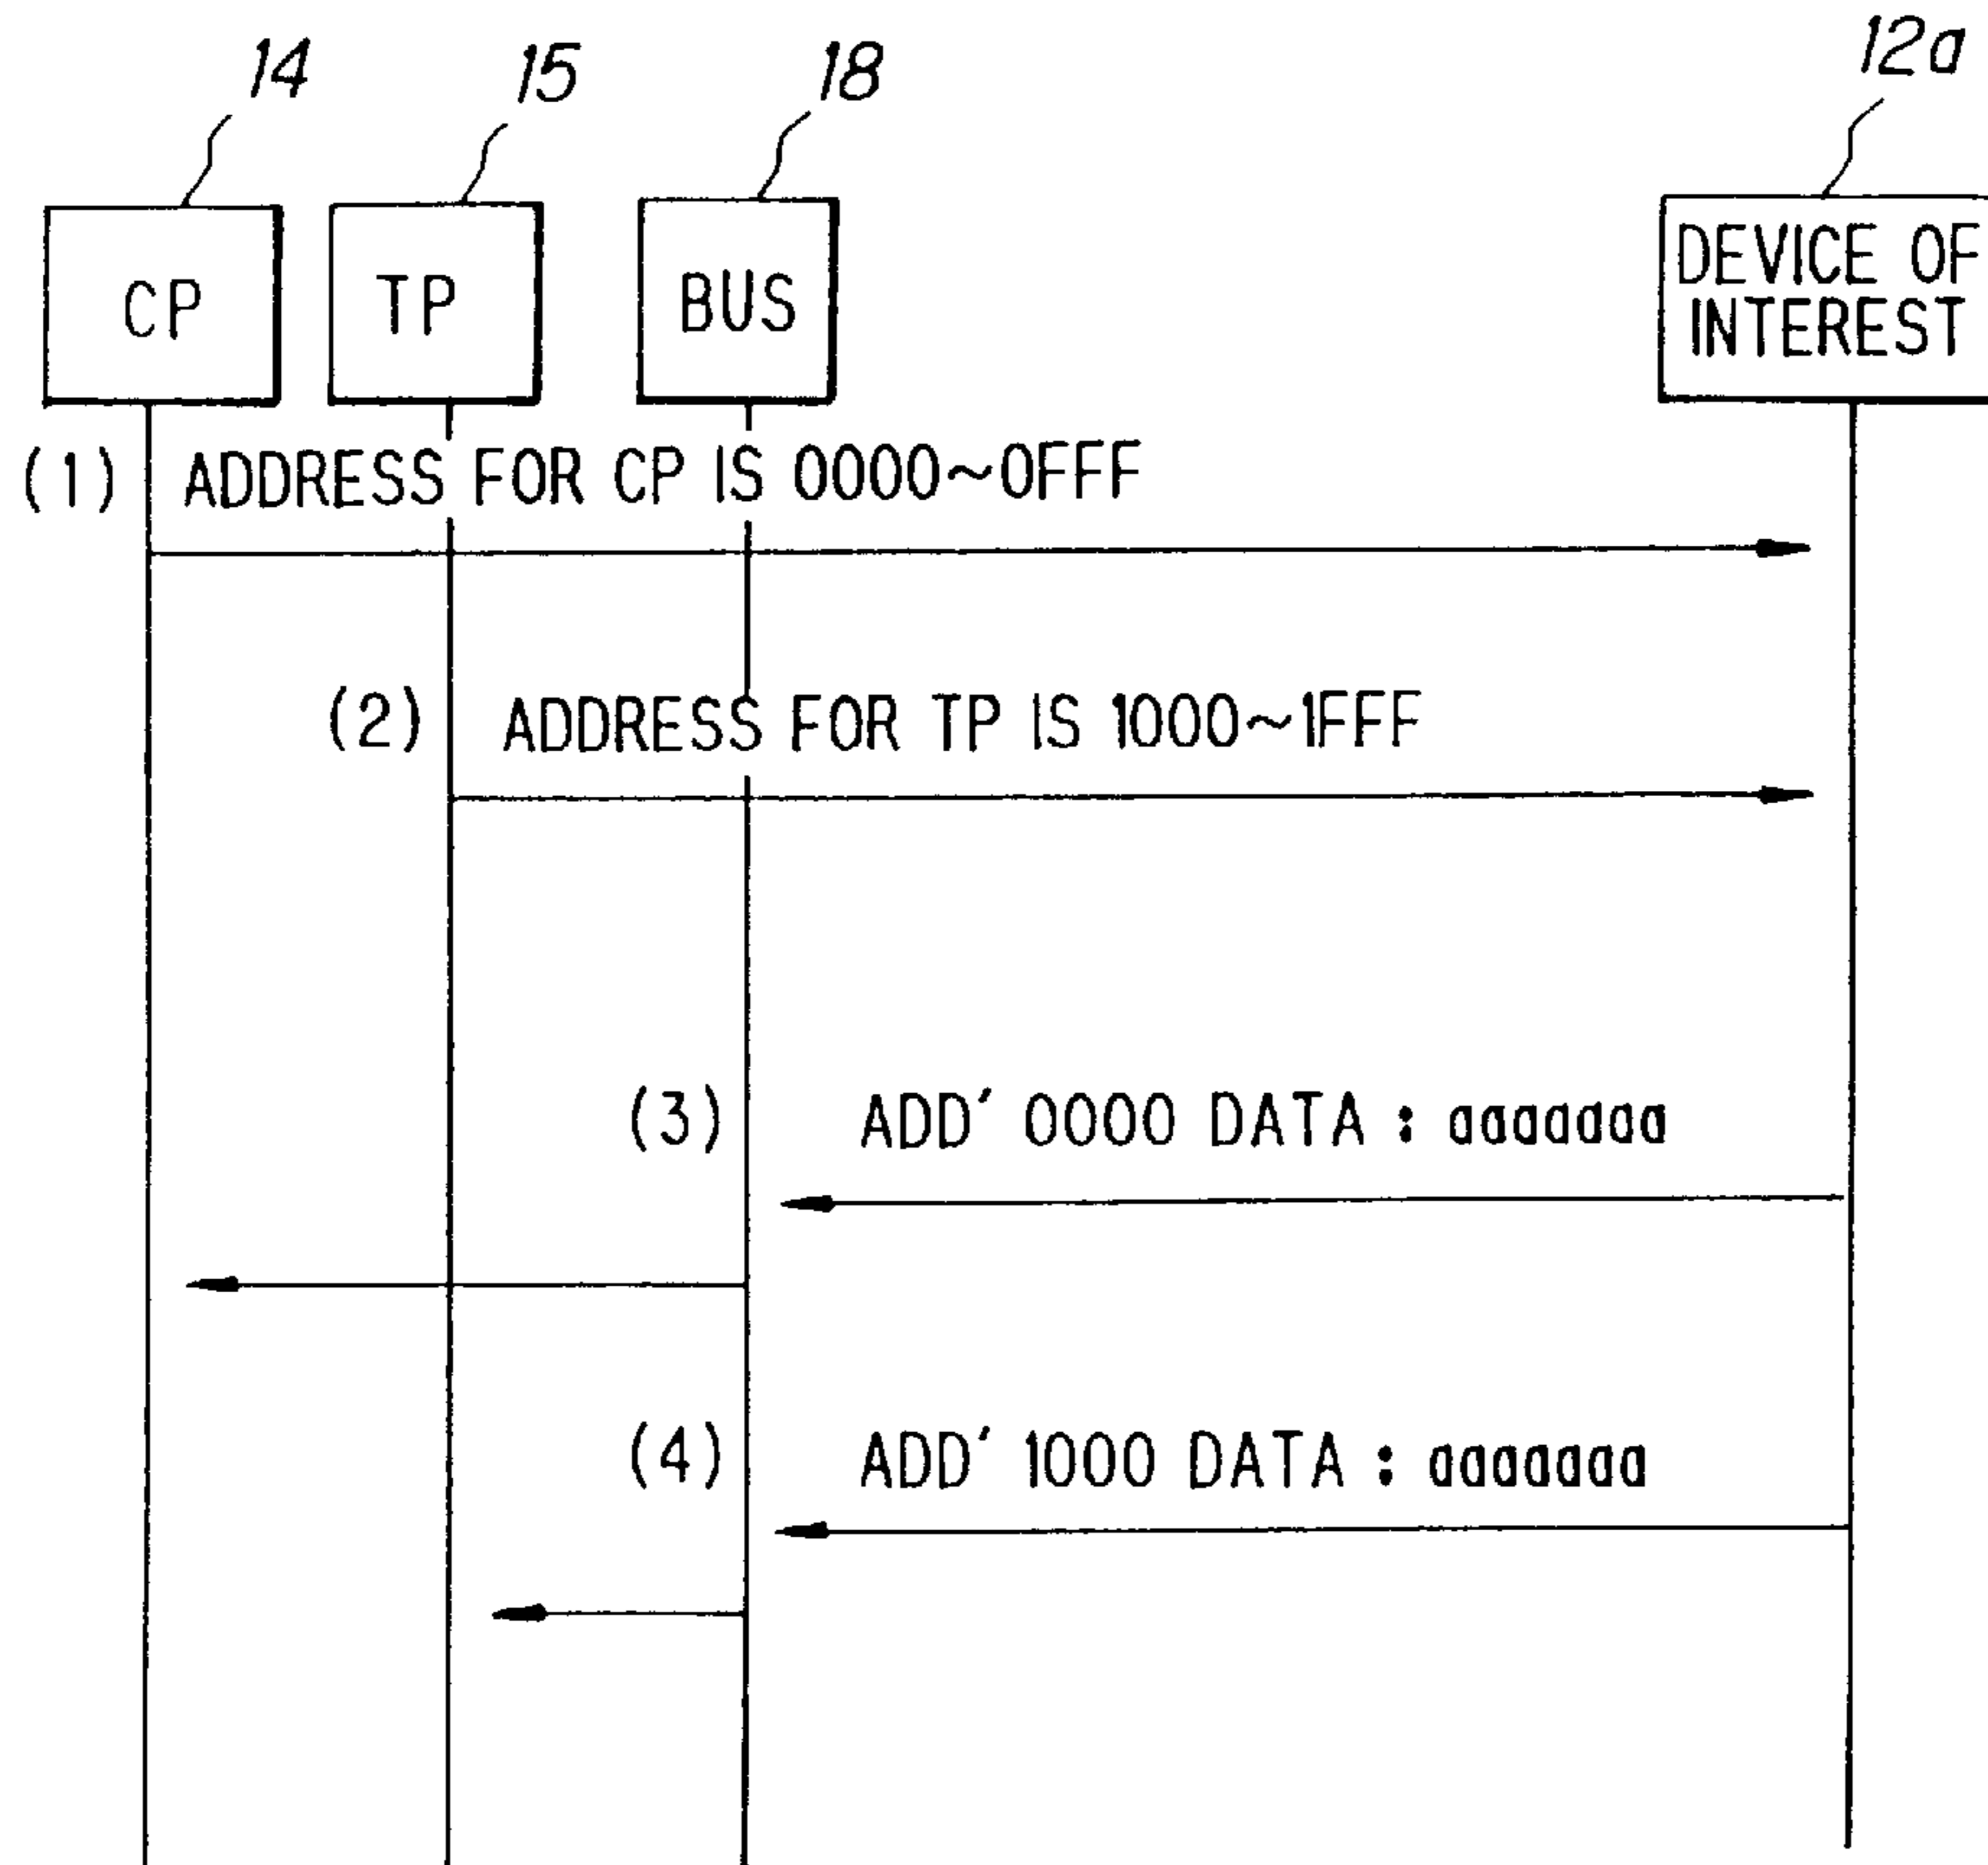 14
15
18
12a
CP
TP
BUS
DEVICE OF
INTEREST
(1) ADDRESS FOR CP IS 0000~0FFF
(2) ADDRESS FOR TP IS 1000~1FFF
(3) ADD' 0000 DATA : aaaaaaa
(4) ADD' 1000 DATA : aaaaaaa